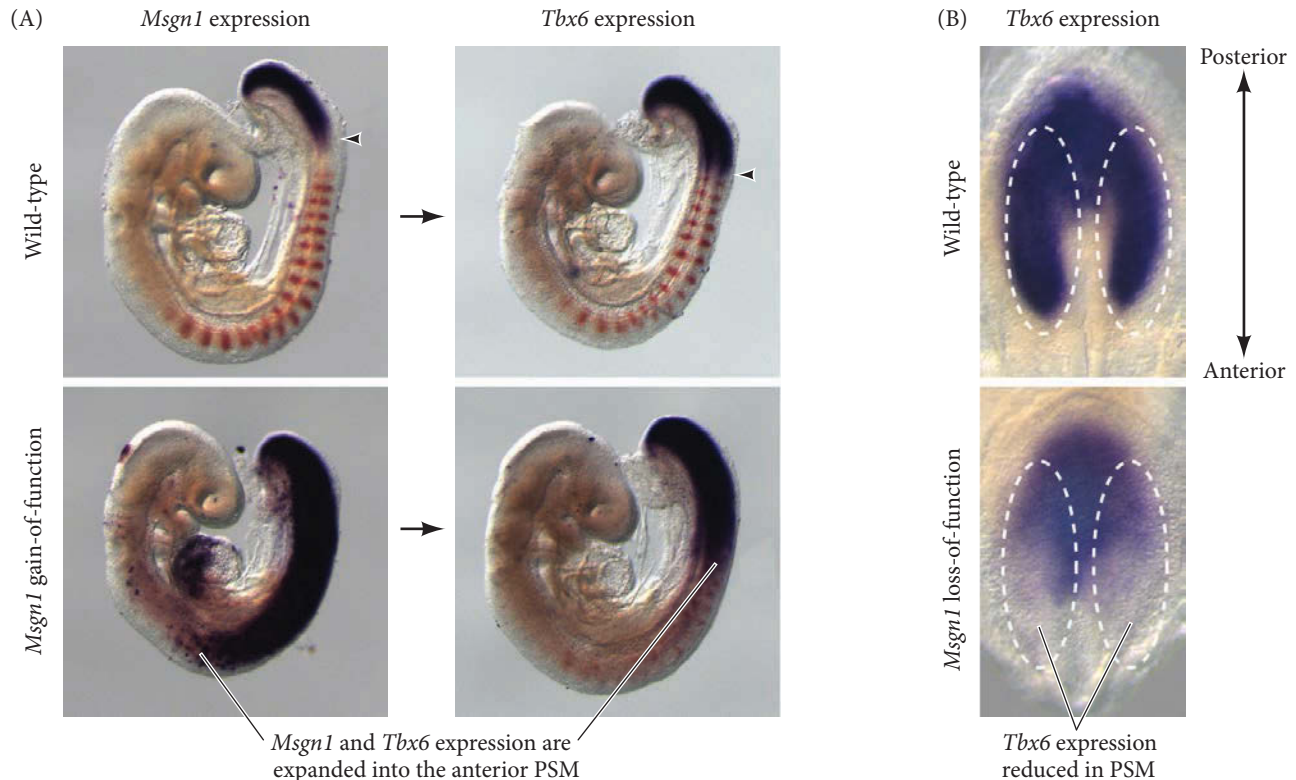 (A)
Msgn1 expression
Tbx6 expression
Wild-type
Msgn1 gain-of-function
Msgn1 and Tbx6 expression are
expanded into the anterior PSM
(B)
Tbx6 expression
Wild-type
Posterior
Anterior
Msgn1 loss-of-function
Tbx6 expression
reduced in PSM